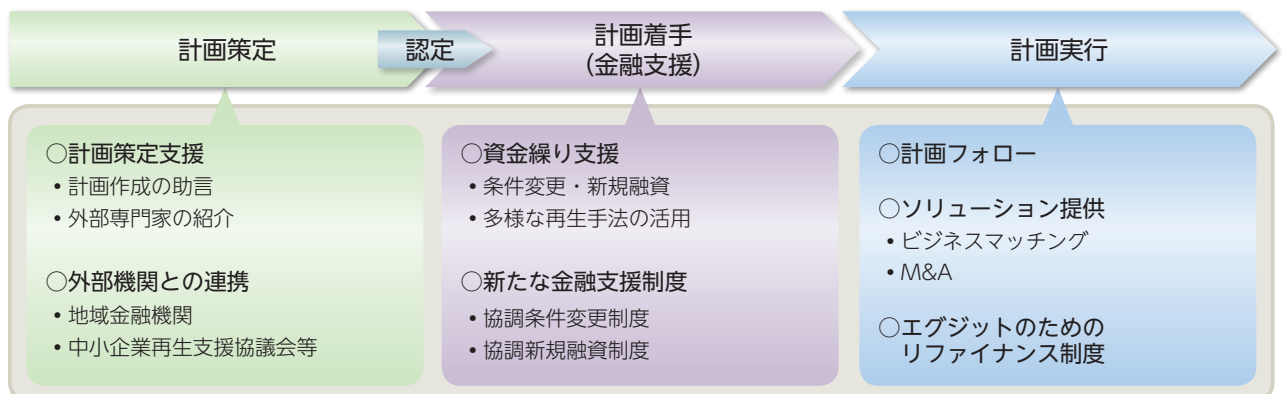 計画策定
認定
計画着手
(金融支援)
計画実行
○計画策定支援
• 計画作成の助言
• 外部専門家の紹介
○外部機関との連携
• 地域金融機関
• 中小企業再生支援協議会等
○資金繰り支援
• 条件変更・新規融資
• 多様な再生手法の活用
○新たな金融支援制度
• 協調条件変更制度
• 協調新規融資制度
○計画フォロー
○ソリューション提供
• ビジネスマッチング
• M&A
○エグジットのための
リファイナンス制度